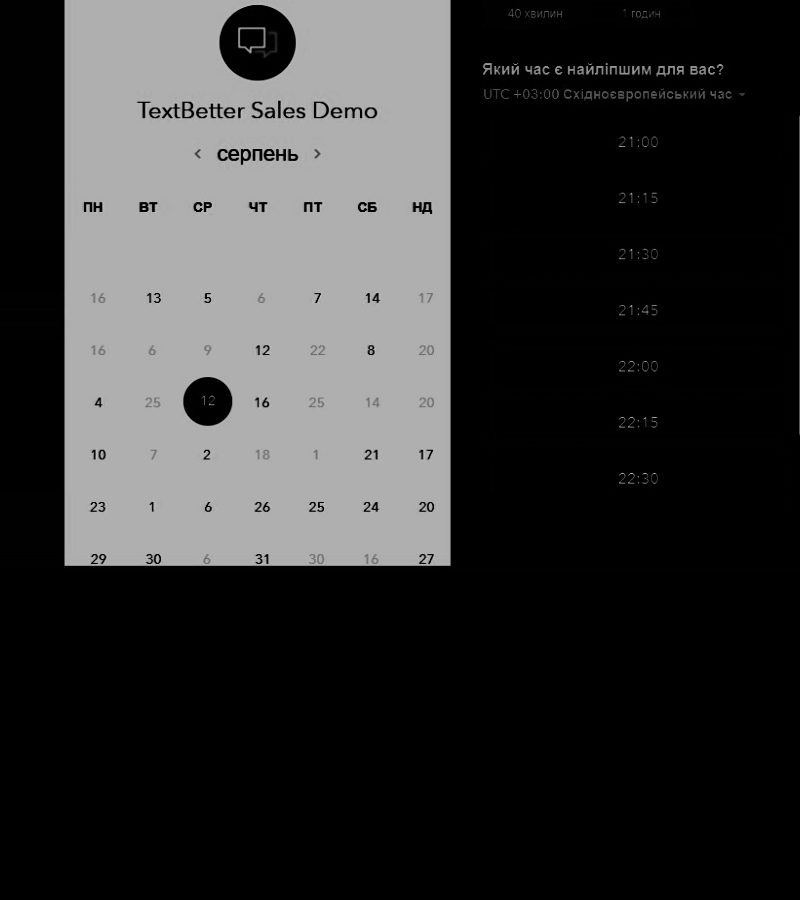 TextBetter Sales Demo
< серпень >
ПН ВТ СР ЧТ ПТ СБ НД
16 13 5 6 7 14 17
16 6 9 12 22 8 20
4 25 12 16 25 14 20
10 7 2 18 1 21 17
23 1 6 26 25 24 20
29 30 6 31 30 16 27
40 хвилин 1 годин
Який час є найліпшим для вас?
UTC +03:00 Східноєвропейський час
21:00
21:15
21:30
21:45
22:00
22:15
22:30